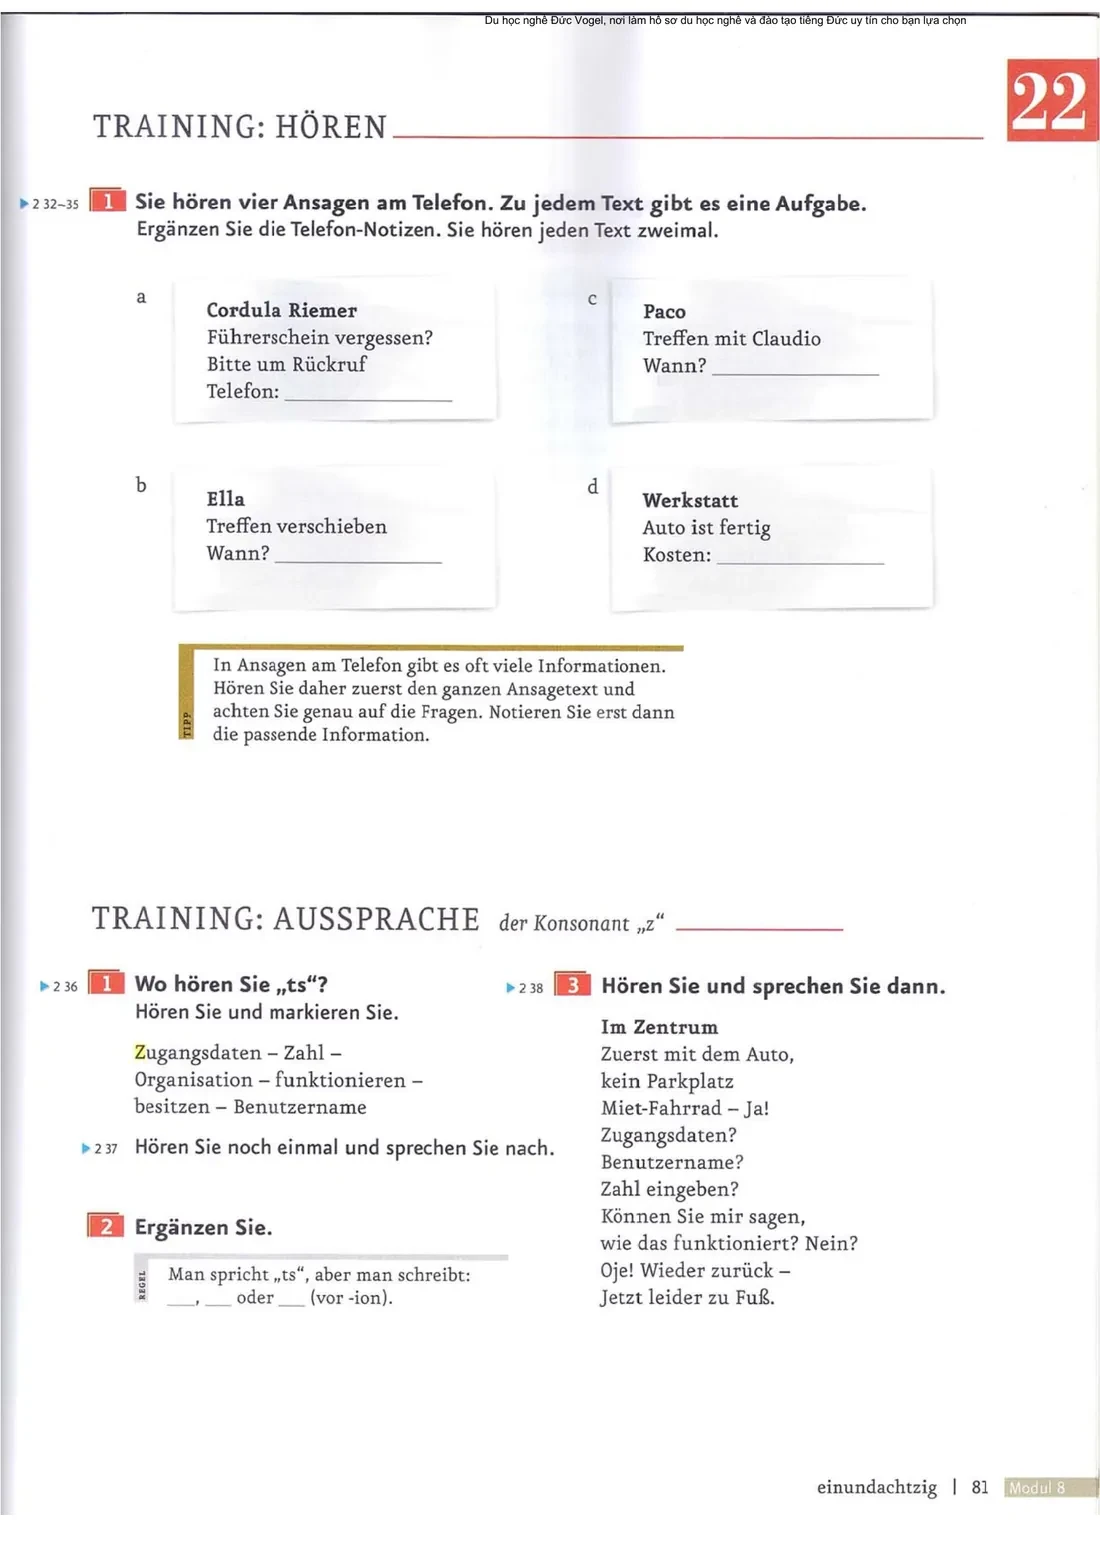 Du học nghề Đức Vogel, nơi làm hồ sơ du học nghề và đào tạo tiếng Đức uy tín cho bạn lựa chọn
22
TRAINING: HÖREN
2 32–35 1 Sie hören vier Ansagen am Telefon. Zu jedem Text gibt es eine Aufgabe.
Ergänzen Sie die Telefon-Notizen. Sie hören jeden Text zweimal.
a
Cordula Riemer
Führerschein vergessen?
Bitte um Rückruf
Telefon:
c
Paco
Treffen mit Claudio
Wann?
b
Ella
Treffen verschieben
Wann?
d
Werkstatt
Auto ist fertig
Kosten:
TIPP
In Ansagen am Telefon gibt es oft viele Informationen.
Hören Sie daher zuerst den ganzen Ansagetext und
achten Sie genau auf die Fragen. Notieren Sie erst dann
die passende Information.
TRAINING: AUSSPRACHE der Konsonant „z“
2 36 1 Wo hören Sie „ts“?
Hören Sie und markieren Sie.
Zugangsdaten – Zahl –
Organisation – funktionieren –
besitzen – Benutzername
2 37 Hören Sie noch einmal und sprechen Sie nach.
2 Ergänzen Sie.
REGEL
Man spricht „ts“, aber man schreibt:
___, ___ oder ___ (vor -ion).
2 38 3 Hören Sie und sprechen Sie dann.
Im Zentrum
Zuerst mit dem Auto,
kein Parkplatz
Miet-Fahrrad – Ja!
Zugangsdaten?
Benutzername?
Zahl eingeben?
Können Sie mir sagen,
wie das funktioniert? Nein?
Oje! Wieder zurück –
Jetzt leider zu Fuß.
einundachtzig | 81 Modul 8